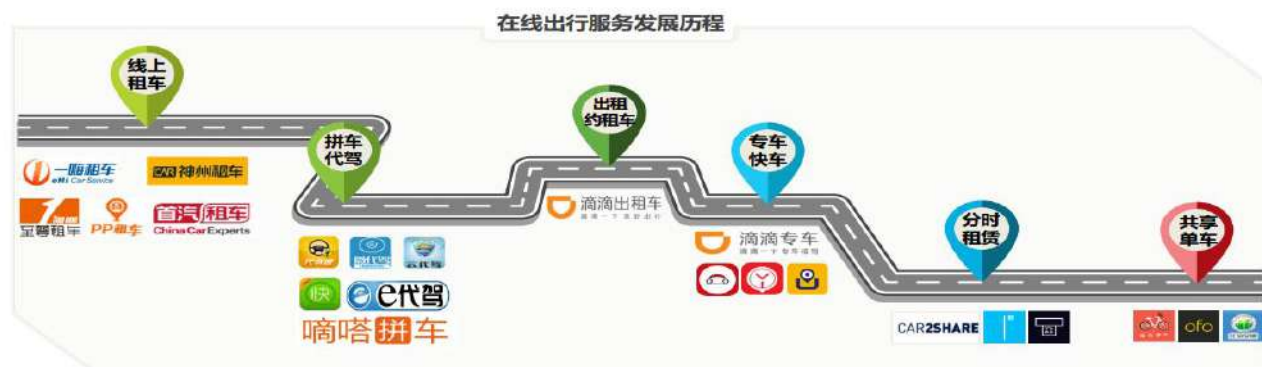 在线出行服务发展历程
线上
租车
拼车
代驾
出租
约租车
专车
快车
分时
租赁
共享
单车
一嗨租车
eHi Car Service
CAR 神州租车
至尊租车
PP租车
首汽租车
ChinaCarExperts
快
e代驾
嘀嗒拼车
滴滴出租车
滴滴专车
CAR2SHARE
ofo